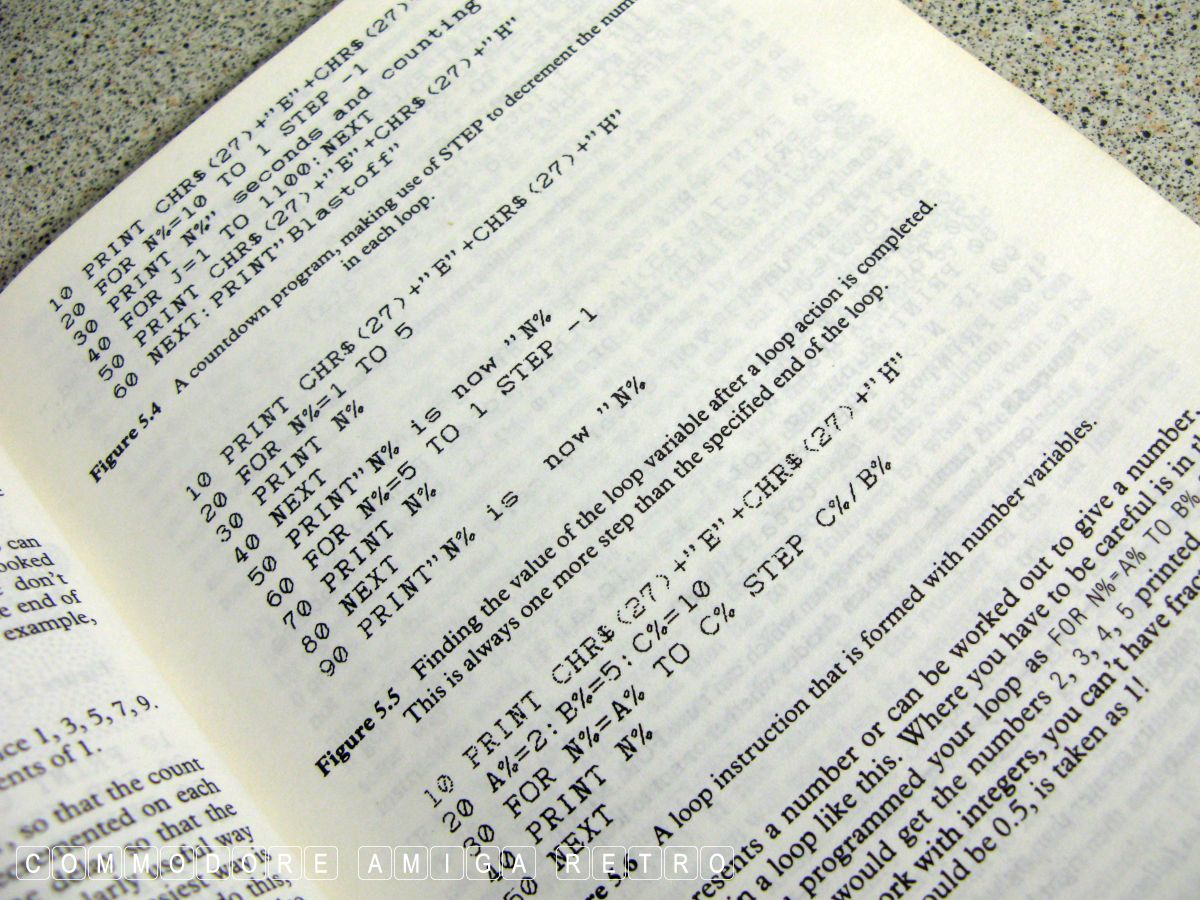 10 PRINT CHR$(27)+"E"+CHR$(27)+"H"
20 FOR N%=10 TO 1 STEP -1
30 PRINT N%" seconds and counting
40 FOR J=1 TO 1100:NEXT
50 PRINT CHR$(27)+"E"+CHR$(27)+"H"
60 NEXT:PRINT"Blastoff"
Figure 5.4 A countdown program, making use of STEP to decrement the
in each loop.
10 PRINT CHR$(27)+"E"+CHR$(27)+"H"
20 FOR N%=1 TO 5
30 PRINT N%
40 NEXT
50 PRINT"N% is now "N%
60 FOR N%=5 TO 1 STEP -1
70 PRINT N%
80 NEXT
90 PRINT"N% is now "N%
Figure 5.5 Finding the value of the loop variable after a loop action is completed.
This is always one more step than the specified end of the loop.
10 PRINT CHR$(27)+"E"+CHR$(27)+"H"
20 A%=2:B%=5:C%=10
30 FOR N%=A% TO C% STEP C%/B%
40 PRINT N%
50 NEXT
5.6 A loop instruction that is formed with number variables.
a number or can be worked out to give a number,
in a loop like this. Where you have to be careful is in
programmed your loop as FOR N%=A% TO B%
would get the numbers 2, 3, 4, 5 printed
with integers, you can't have
be 0.5, is taken as 1!
can
don't
end of
example,
1, 3, 5, 7, 9.
of 1.
, so that the count
on each
so that the
way
is
do this,
COMMODORE AMIGA RETRO